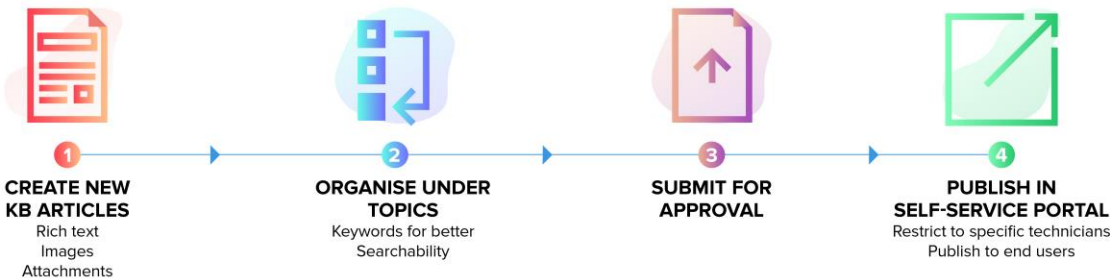 1
CREATE NEW
KB ARTICLES
Rich text
Images
Attachments
2
ORGANISE UNDER
TOPICS
Keywords for better
Searchability
3
SUBMIT FOR
APPROVAL
4
PUBLISH IN
SELF-SERVICE PORTAL
Restrict to specific technicians
Publish to end users